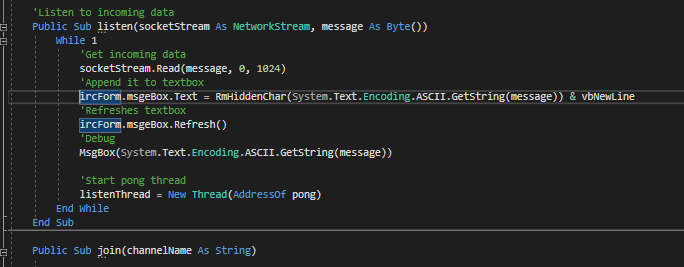 'Listen to incoming data
Public Sub listen(socketStream As NetworkStream, message As Byte())
While 1
'Get incoming data
socketStream.Read(message, 0, 1024)
'Append it to textbox
ircForm.msgeBox.Text = RmHiddenChar(System.Text.Encoding.ASCII.GetString(message)) & vbNewLine
'Refreshes textbox
ircForm.msgeBox.Refresh()
'Debug
MsgBox(System.Text.Encoding.ASCII.GetString(message))
'Start pong thread
listenThread = New Thread(AddressOf pong)
End While
End Sub
Public Sub join(channelName As String)